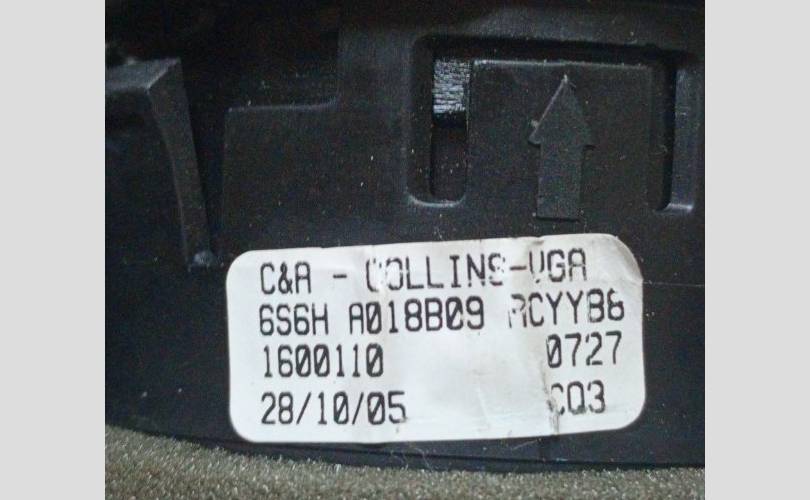 C&A - COLLINS-VGA
6S6H A018B09 ACYYB6
1600110 0727
28/10/05 CQ3